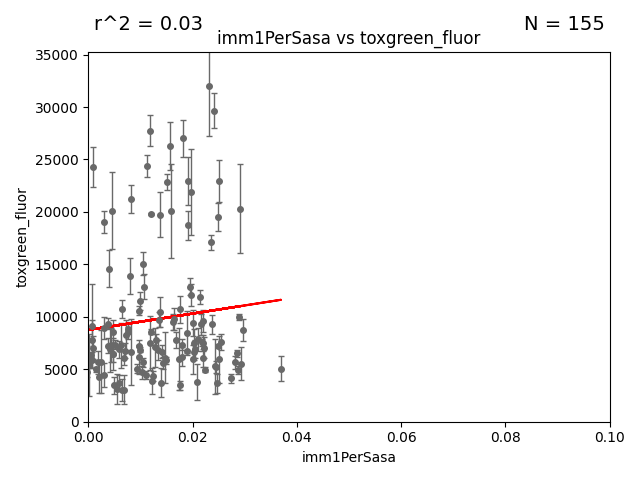 r^2 = 0.03
N = 155
imm1PerSasa vs toxgreen_fluor
35000
30000
25000
20000
15000
10000
5000
0
toxgreen_fluor
0.00
0.02
0.04
0.06
0.08
0.10
imm1PerSasa